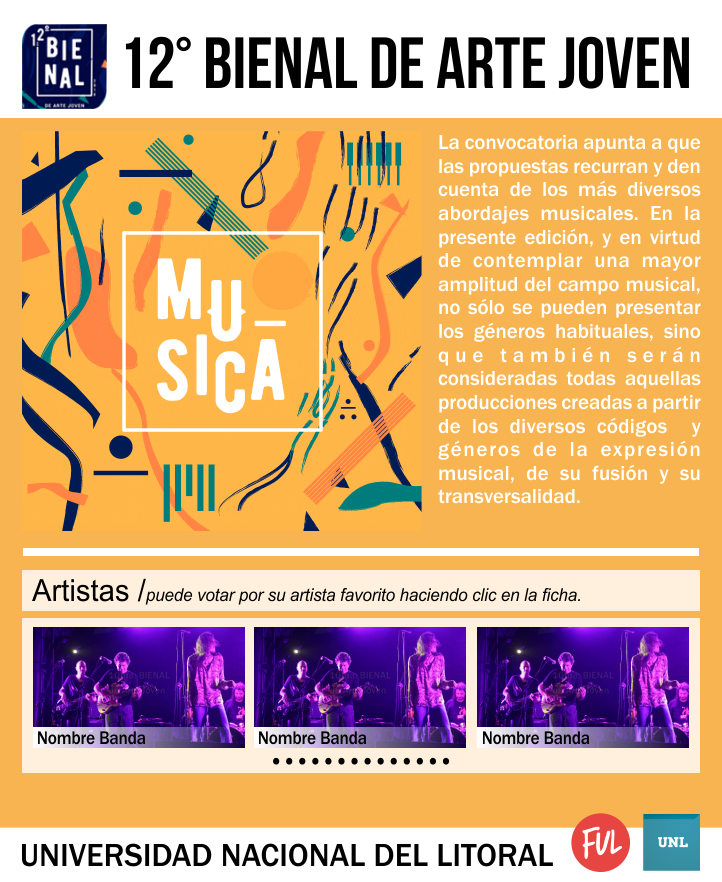 12°
BIE
NAL
DE ARTE JOVEN
12° BIENAL DE ARTE JOVEN
MU
SICA
La convocatoria apunta a que
las propuestas recurran y den
cuenta de los más diversos
abordajes musicales. En la
presente edición, y en virtud
de contemplar una mayor
amplitud del campo musical,
no sólo se pueden presentar
los géneros habituales, sino
que también serán
consideradas todas aquellas
producciones creadas a partir
de los diversos códigos y
géneros de la expresión
musical, de su fusión y su
transversalidad.
Artistas /puede votar por su artista favorito haciendo clic en la ficha.
Nombre Banda
Nombre Banda
Nombre Banda
UNIVERSIDAD NACIONAL DEL LITORAL
FUL
UNL